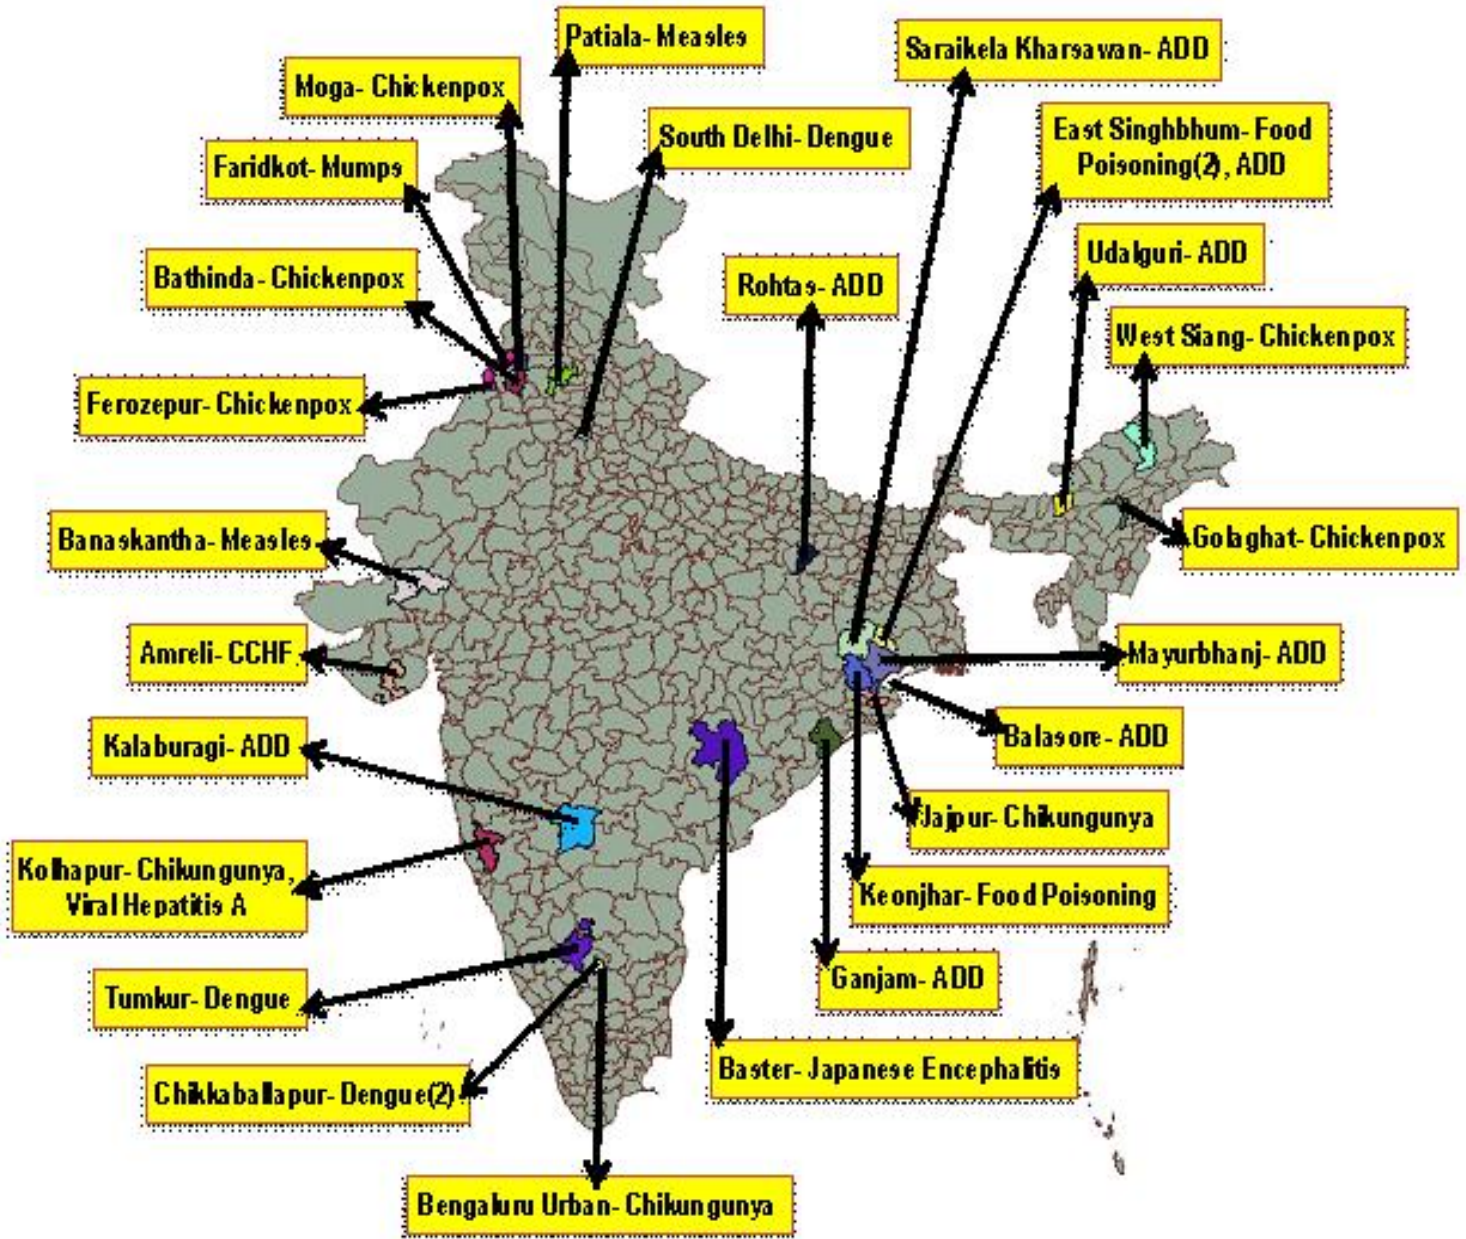 Patiala- Measles
Saraikela Kharsawan- ADD
Moga- Chickenpox
South Delhi- Dengue
East Singhbhum- Food
Poisoning(2), ADD
Faridkot- Mumps
Udalguri- ADD
Bathinda- Chickenpox
Rohtas- ADD
West Siang- Chickenpox
Ferozepur- Chickenpox
Banaskantha- Measles
Golaghat- Chickenpox
Amreli- CCHF
Mayurbhanj- ADD
Kalaburagi- ADD
Balasore- ADD
Jajpur- Chikungunya
Kolhapur- Chikungunya,
Viral Hepatitis A
Keonjhar- Food Poisoning
Ganjam- ADD
Tumkur- Dengue
Baster- Japanese Encephalitis
Chikkaballapur- Dengue(2)
Bengaluru Urban- Chikungunya